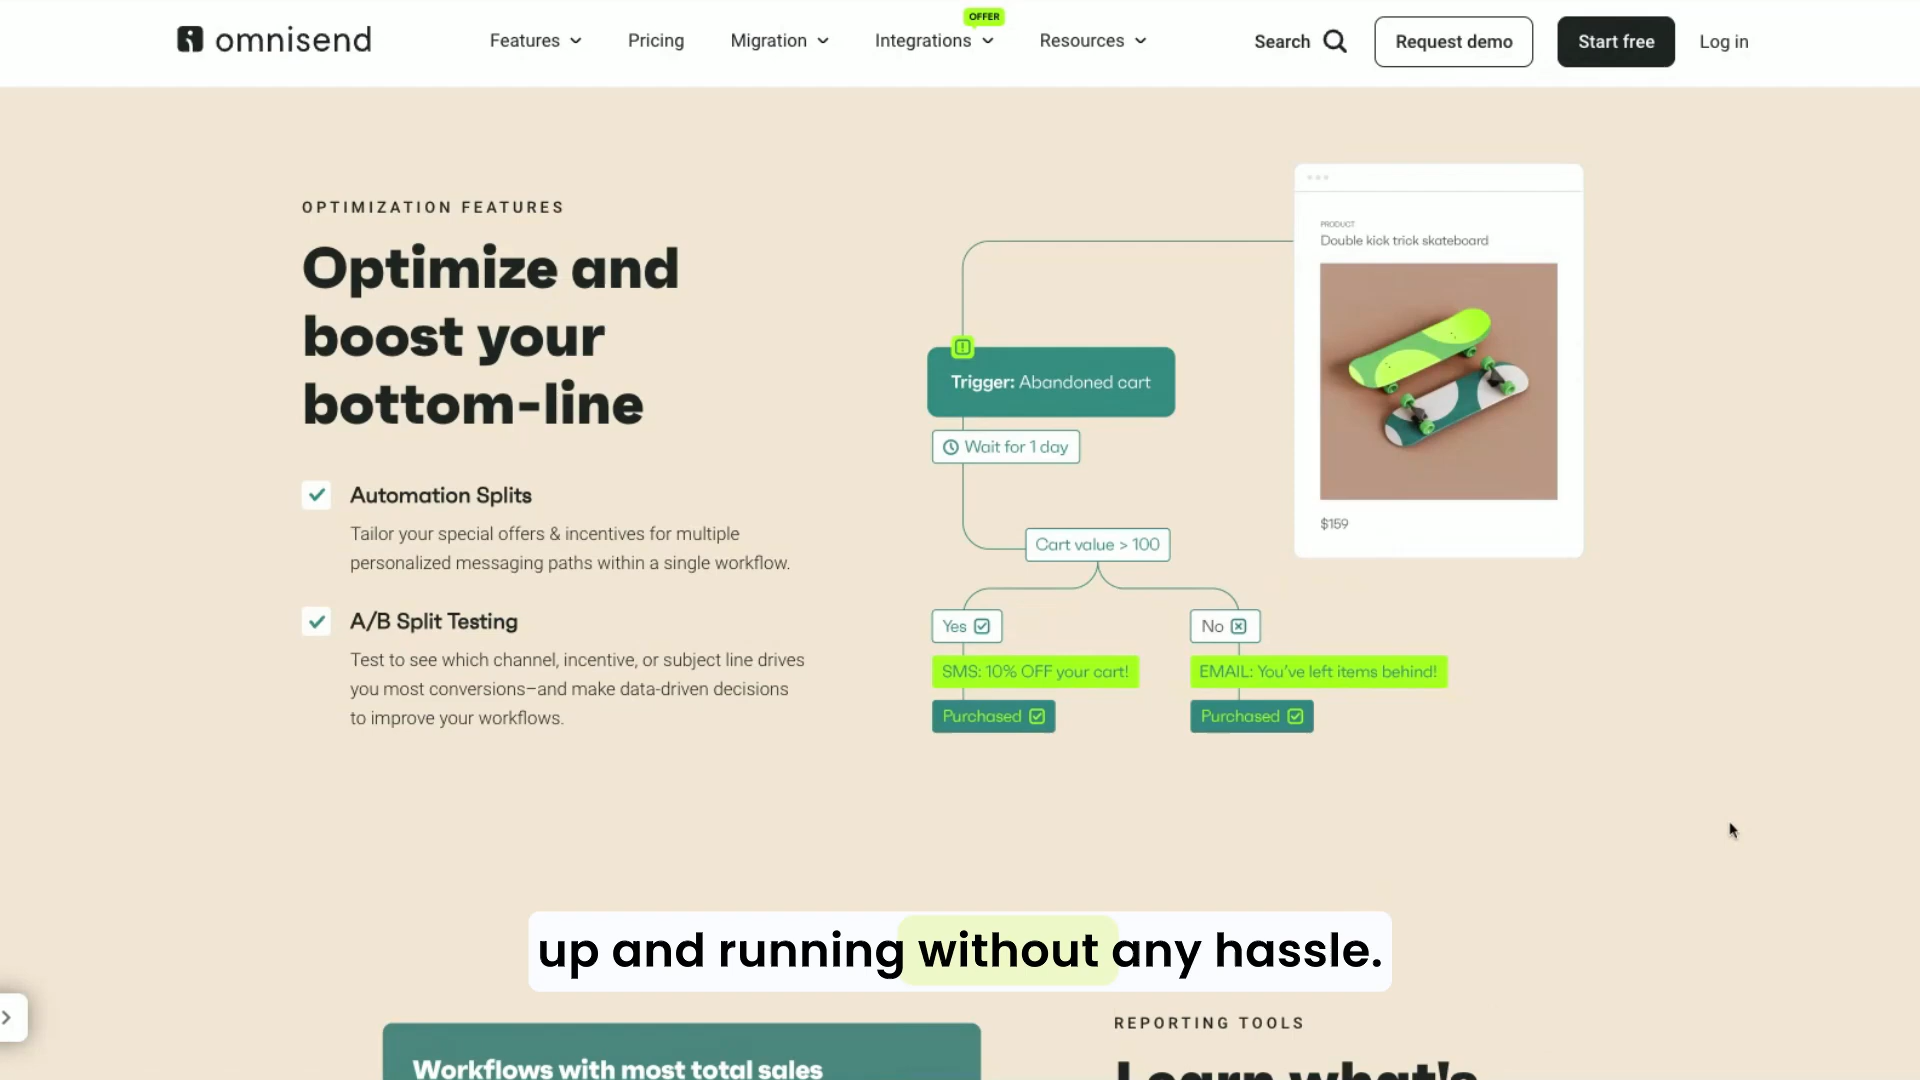 omnisend
Features
Pricing
Migration
OFFER
Integrations
Resources
Search
Request demo
Start free
Log in
OPTIMIZATION FEATURES
Optimize and
boost your
bottom-line
Automation Splits
Tailor your special offers & incentives for multiple
personalized messaging paths within a single workflow.
A/B Split Testing
Test to see which channel, incentive, or subject line drives
you most conversions–and make data-driven decisions
to improve your workflows.
PRODUCT
Double kick trick skateboard
$159
Trigger: Abandoned cart
Wait for 1 day
Cart value > 100
Yes
No
SMS: 10% OFF your cart!
EMAIL: You've left items behind!
Purchased
Purchased
up and running without any hassle.
Workflows with most total sales
REPORTING TOOLS
Learn what's